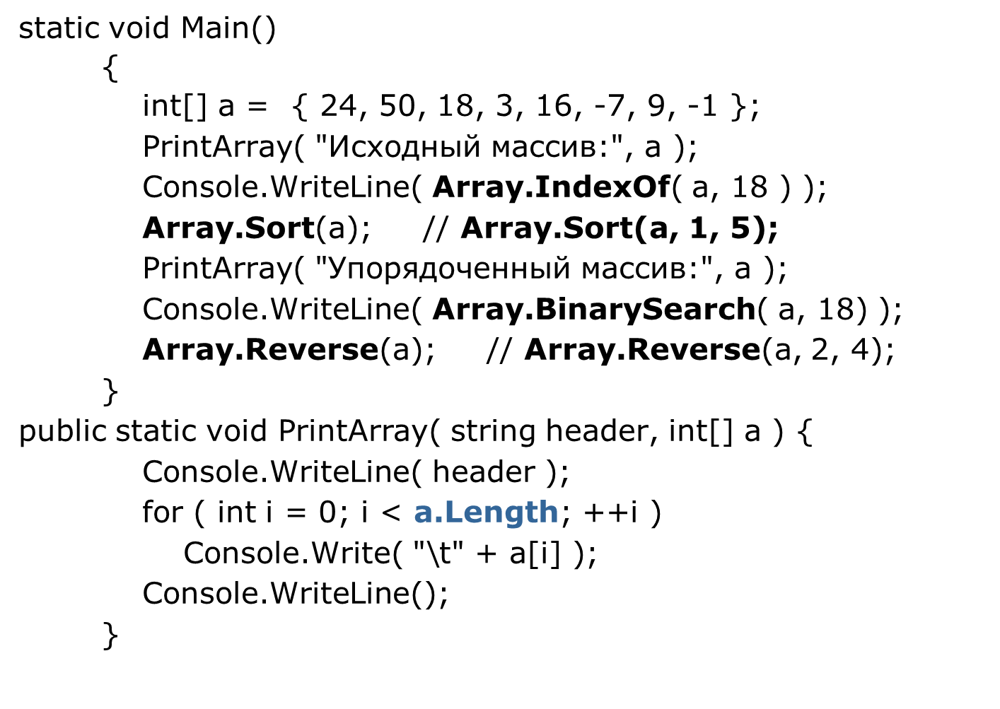 static void Main()
{
int[] a =  { 24, 50, 18, 3, 16, -7, 9, -1 };
PrintArray( "Исходный массив:", a );
Console.WriteLine( Array.IndexOf( a, 18 ) );
Array.Sort(a);     // Array.Sort(a, 1, 5);
PrintArray( "Упорядоченный массив:", a );
Console.WriteLine( Array.BinarySearch( a, 18) );
Array.Reverse(a);     // Array.Reverse(a, 2, 4);
}
public static void PrintArray( string header, int[] a ) {
Console.WriteLine( header );
for ( int i = 0; i < a.Length; ++i )
Console.Write( "\t" + a[i] );
Console.WriteLine();
}